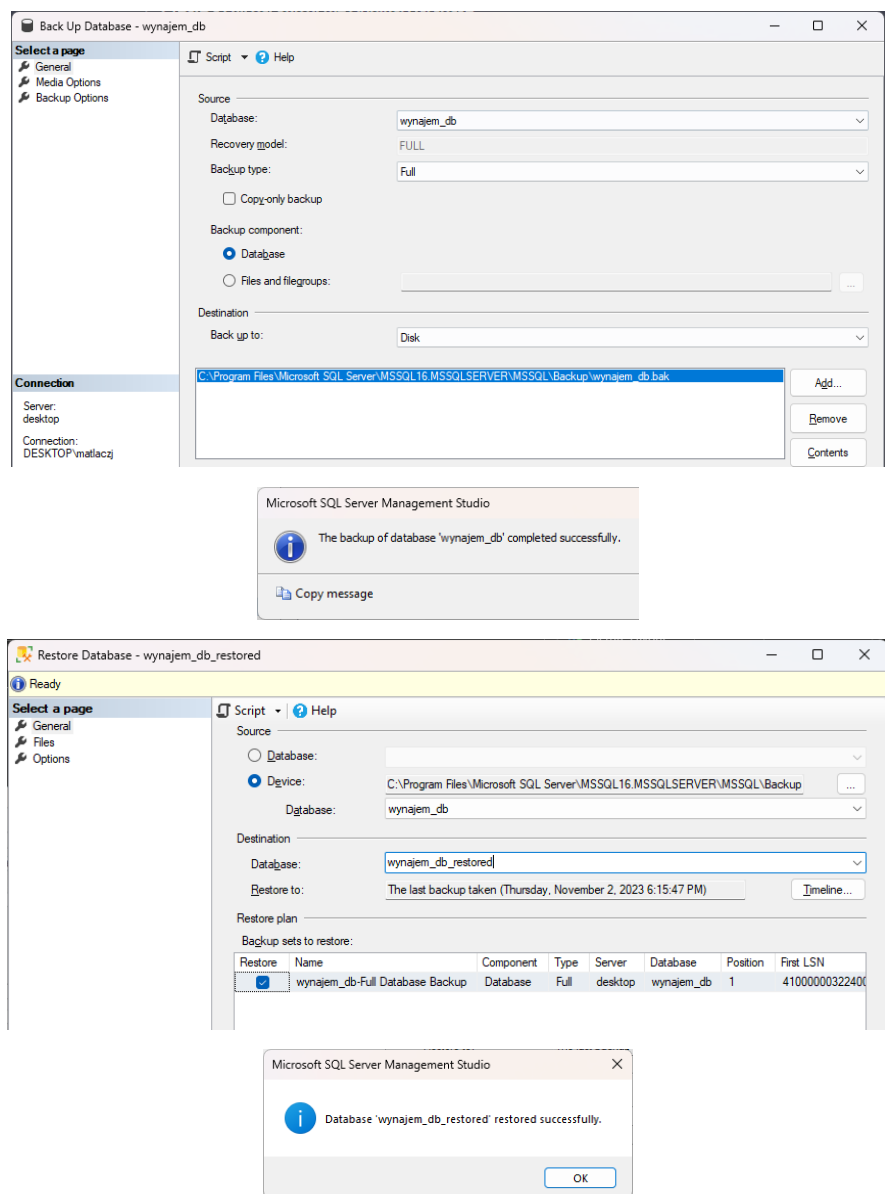 Back Up Database - wynajem_db
Select a page
General
Media Options
Backup Options
Script Help
Source
Database: wynajem_db
Recovery model: FULL
Backup type: Full
Copy-only backup
Backup component:
Database
Files and filegroups: ...
Destination
Back up to: Disk
C:\Program Files\Microsoft SQL Server\MSSQL16.MSSQLSERVER\MSSQL\Backup\wynajem_db.bak
Add...
Remove
Contents
Connection
Server:
desktop
Connection:
DESKTOP\matlaczj
Microsoft SQL Server Management Studio
The backup of database 'wynajem_db' completed successfully.
Copy message
Restore Database - wynajem_db_restored
Ready
Select a page
General
Files
Options
Script Help
Source
Database:
Device: C:\Program Files\Microsoft SQL Server\MSSQL16.MSSQLSERVER\MSSQL\Backup ...
Database: wynajem_db
Destination
Database: wynajem_db_restored
Restore to: The last backup taken (Thursday, November 2, 2023 6:15:47 PM) Timeline...
Restore plan
Backup sets to restore:
Restore Name Component Type Server Database Position First LSN
wynajem_db-Full Database Backup Database Full desktop wynajem_db 1 41000000322400
Microsoft SQL Server Management Studio
Database 'wynajem_db_restored' restored successfully.
OK